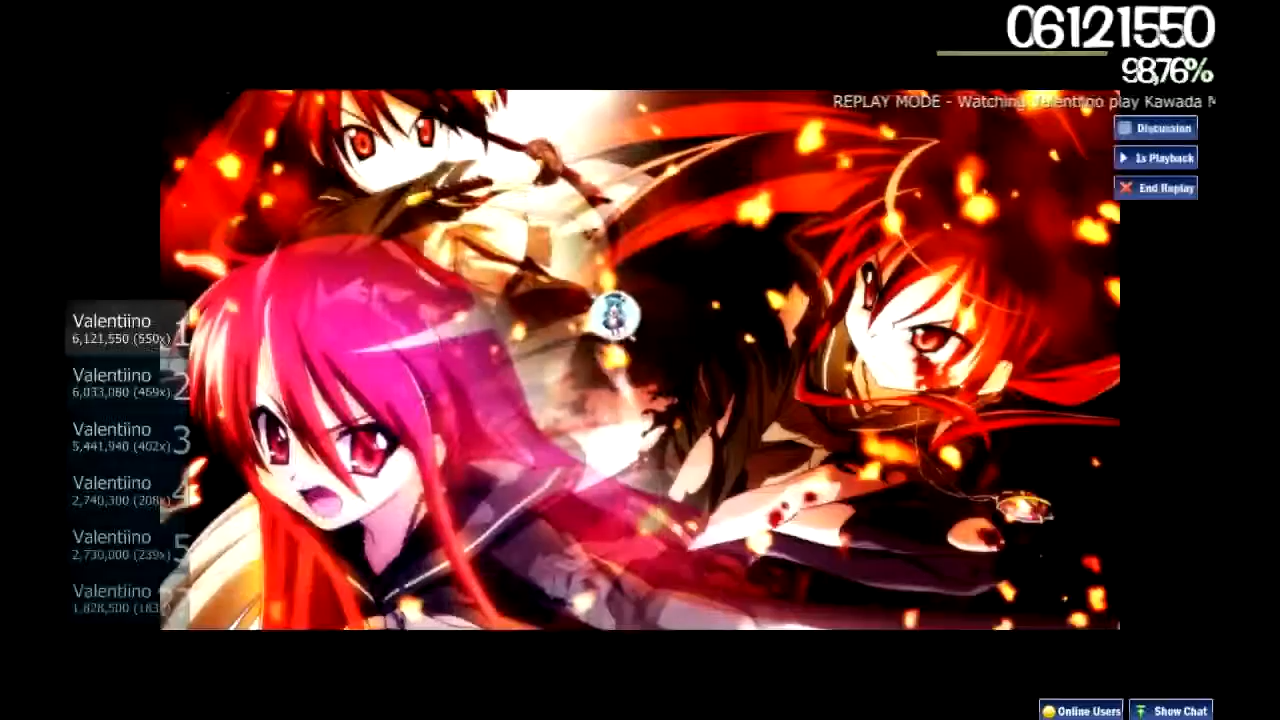 06121550
98,76%
REPLAY MODE - Watching Valentiino play Kawada M
Discussion
1x Playback
End Replay
Valentiino
6,121,550 (550x)
1
Valentiino
6,033,080 (469x)
2
Valentiino
5,441,940 (402x)
3
Valentiino
2,740,300 (208x)
4
Valentiino
2,730,000 (239x)
5
Valentiino
Online Users
Show Chat